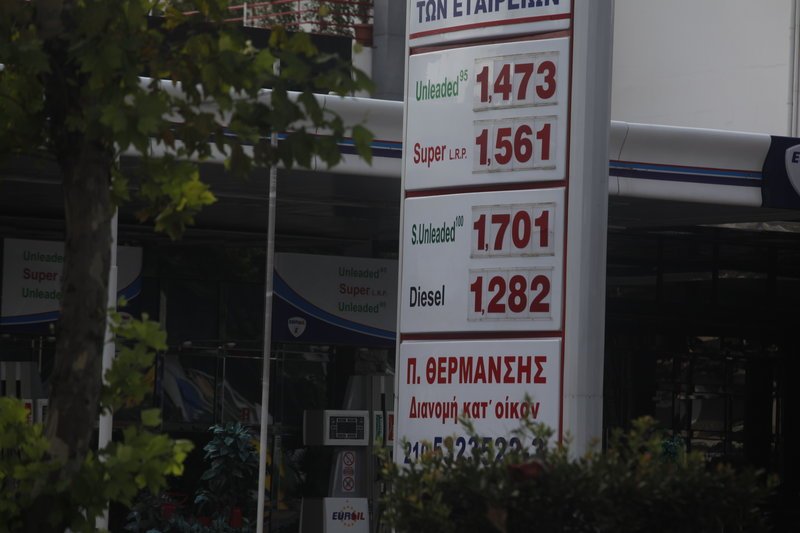 ΤΩΝ ΕΤΑΙΡΕΙΩΝ
Unleaded95 1,473
Super L.R.P. 1,561
S.Unleaded100 1,701
Diesel 1,282
Π. ΘΕΡΜΑΝΣΗΣ
Διανομή κατ΄ οίκον
Unleaded
Super
Unleaded
Unleaded95
Super L.R.P.
Unleaded